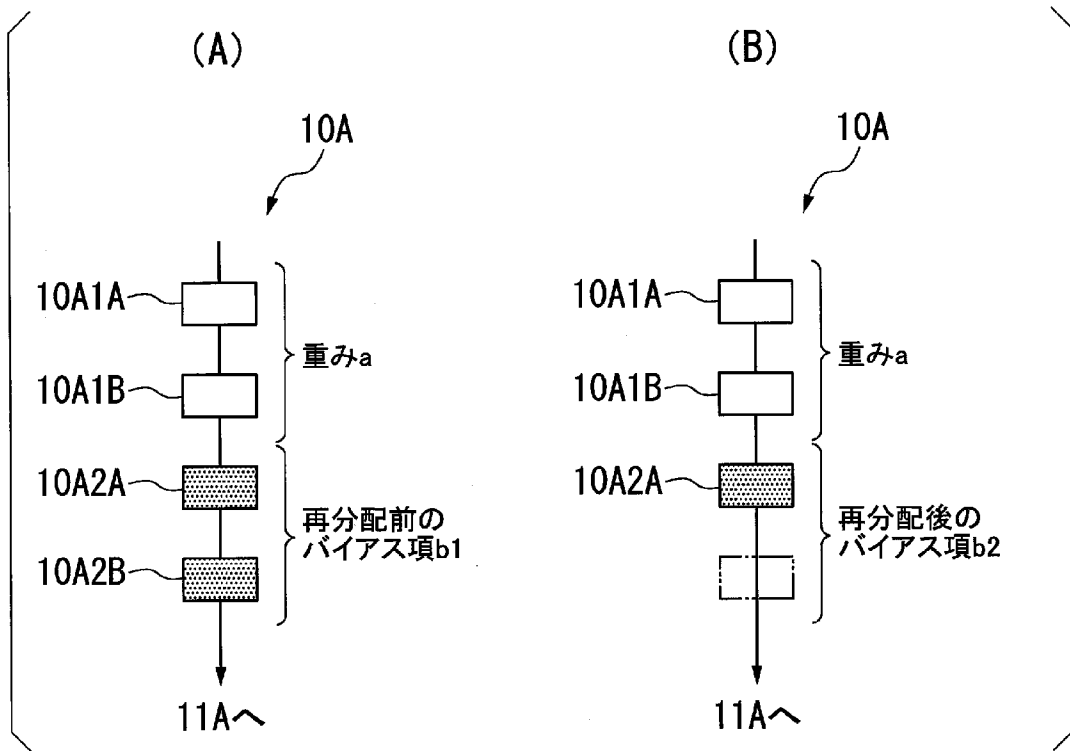 (A)
10A
10A1A
10A1B
重みa
10A2A
10A2B
再分配前の
バイアス項b1
11Aへ
(B)
10A
10A1A
10A1B
重みa
10A2A
再分配後の
バイアス項b2
11Aへ